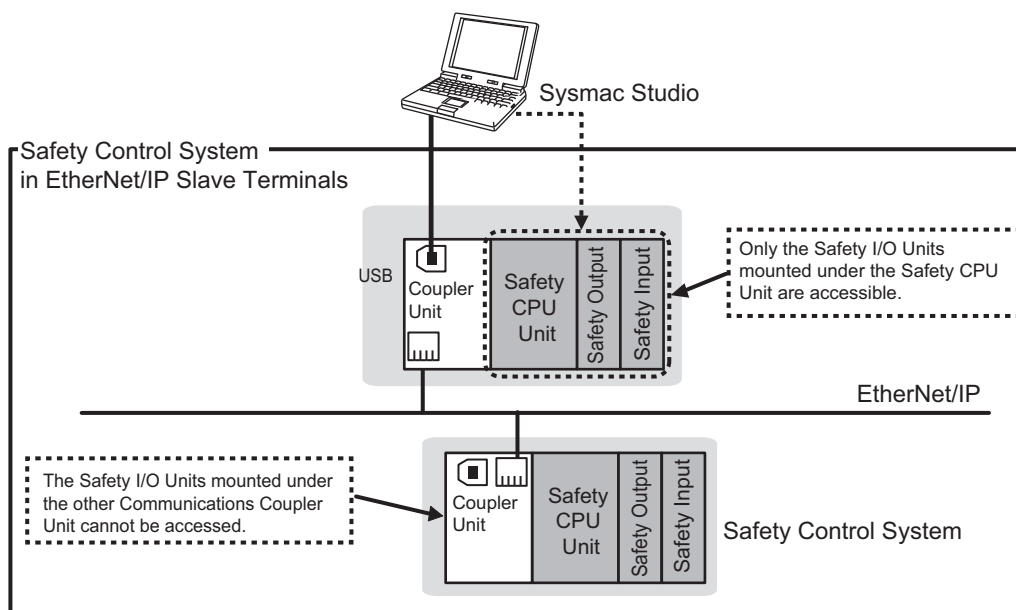 Sysmac Studio
Safety Control System
in EtherNet/IP Slave Terminals
USB
Coupler
Unit
Safety
CPU
Unit
Safety Output
Safety Input
Only the Safety I/O Units
mounted under the Safety CPU
Unit are accessible.
EtherNet/IP
The Safety I/O Units mounted under
the other Communications Coupler
Unit cannot be accessed.
Coupler
Unit
Safety
CPU
Unit
Safety Output
Safety Input
Safety Control System